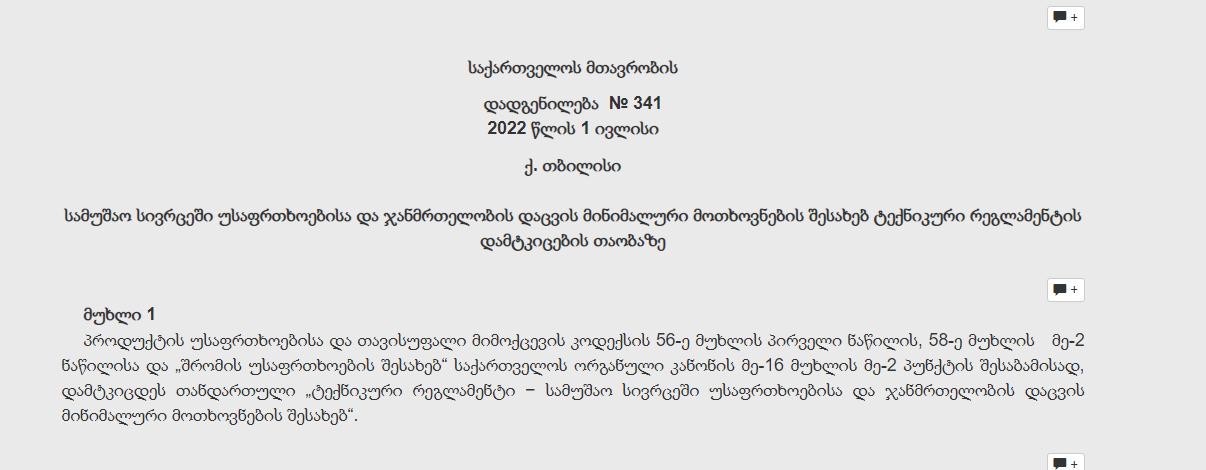 +
საქართველოს მთავრობის
დადგენილება № 341
2022 წლის 1 ივლისი
ქ. თბილისი
სამუშაო სივრცეში უსაფრთხოებისა და ჯანმრთელობის დაცვის მინიმალური მოთხოვნების შესახებ ტექნიკური რეგლამენტის
დამტკიცების თაობაზე
+
მუხლი 1
პროდუქტის უსაფრთხოებისა და თავისუფალი მიმოქცევის კოდექსის 56-ე მუხლის პირველი ნაწილის, 58-ე მუხლის მე-2
ნაწილისა და „შრომის უსაფრთხოების შესახებ“ საქართველოს ორგანული კანონის მე-16 მუხლის მე-2 პუნქტის შესაბამისად,
დამტკიცდეს თანდართული „ტექნიკური რეგლამენტი – სამუშაო სივრცეში უსაფრთხოებისა და ჯანმრთელობის დაცვის
მინიმალური მოთხოვნების შესახებ“.
+